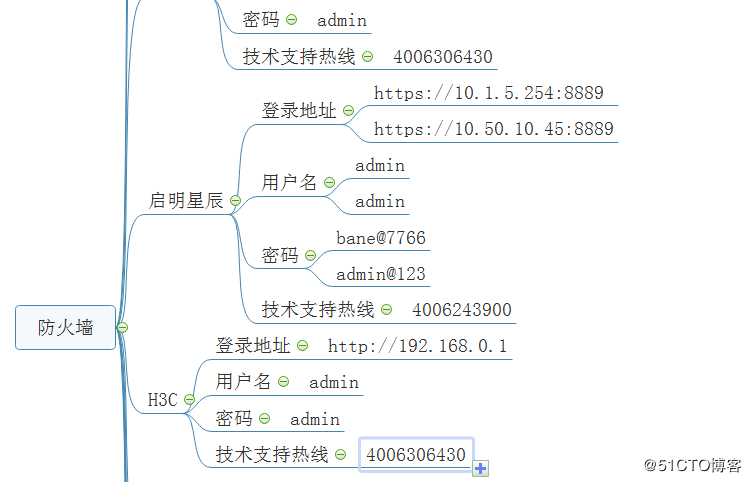 密码 admin
技术支持热线 4006306430
登录地址 https://10.1.5.254:8889
https://10.50.10.45:8889
用户名 admin
admin
启明星辰
密码 bane@7766
admin@123
技术支持热线 4006243900
防火墙
登录地址 http://192.168.0.1
用户名 admin
H3C
密码 admin
技术支持热线 4006306430
@51CTO博客